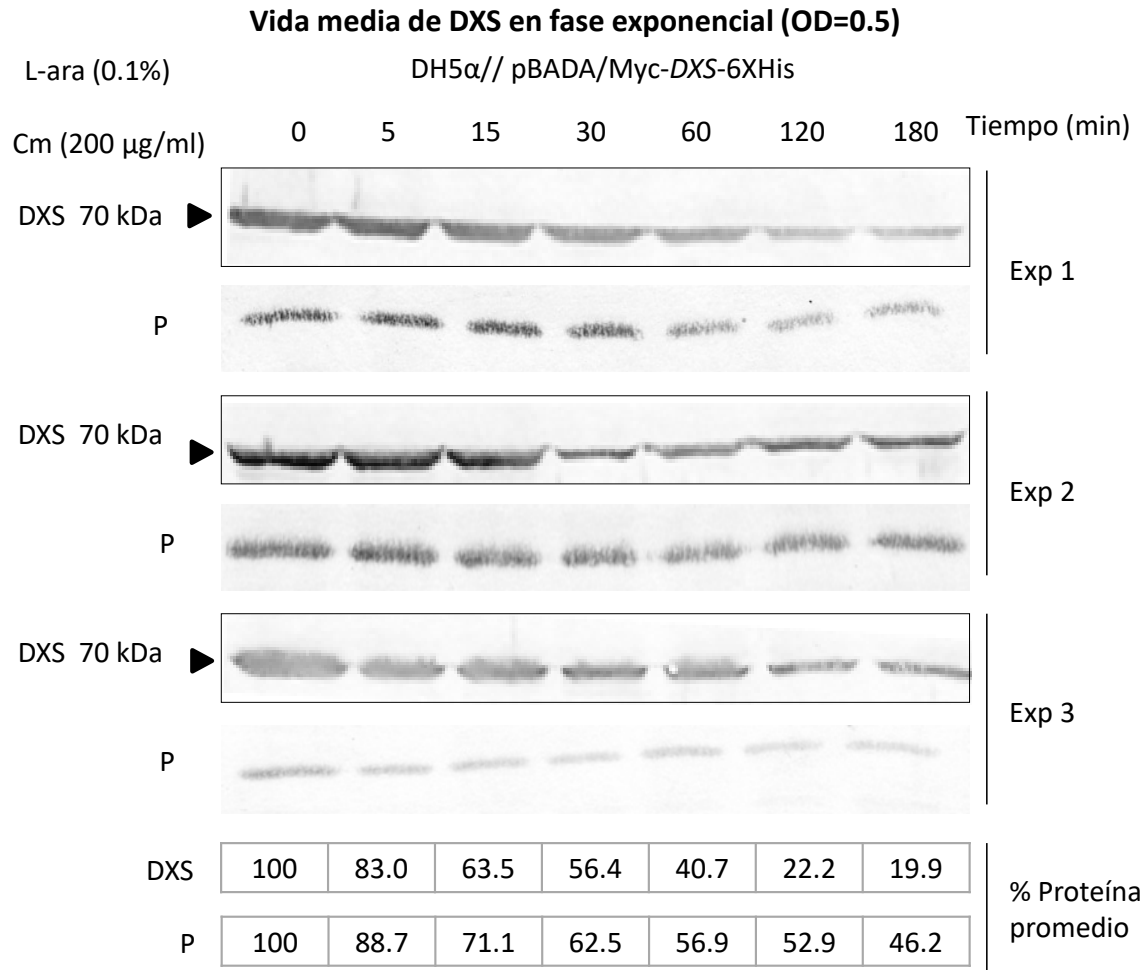 Vida media de DXS en fase exponencial (OD=0.5)
L-ara (0.1%)
DH5α// pBADA/Myc-DXS-6XHis
Cm (200 µg/ml)
0 5 15 30 60 120 180 Tiempo (min)
DXS 70 kDa
P
Exp 1
DXS 70 kDa
P
Exp 2
DXS 70 kDa
P
Exp 3
DXS 100 83.0 63.5 56.4 40.7 22.2 19.9
P 100 88.7 71.1 62.5 56.9 52.9 46.2
% Proteína
promedio